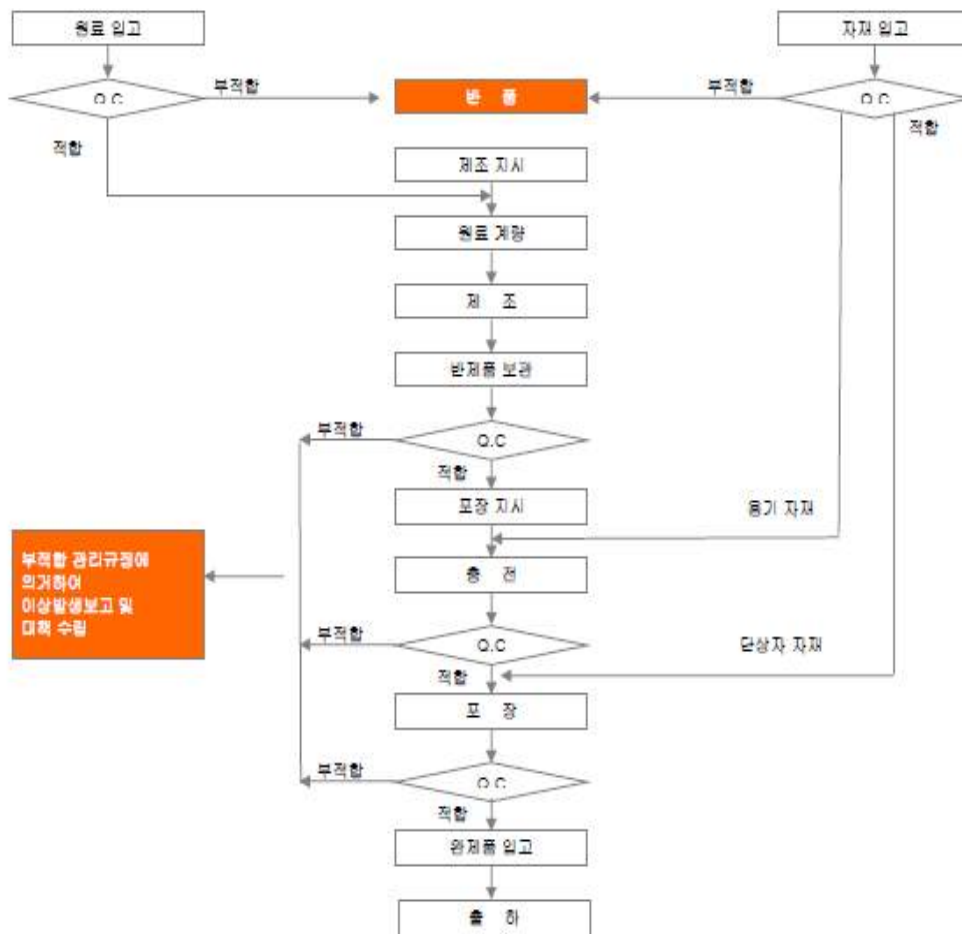 원료 입고
자재 입고
Q.C
부적합
반 품
부적합
Q.C
적합
적합
제조 지시
원료 계량
제 조
반제품 보관
부적합
Q.C
적합
포장 지시
용기 자재
부적합 관리규정에
의거하여
이상발생보고 및
대책 수립
충 전
부적합
Q.C
단상자 자재
적합
포 장
부적합
Q.C
적합
완제품 입고
출 하